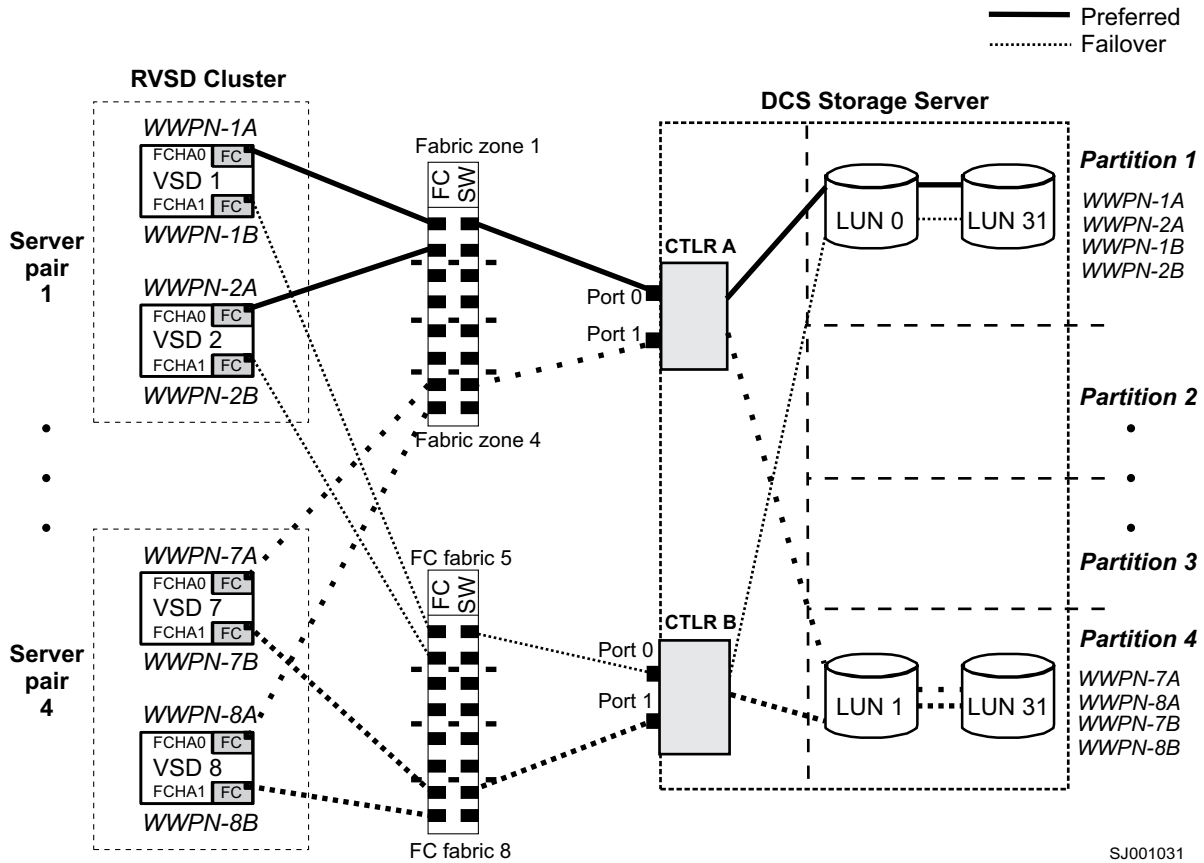 Preferred
Failover
RVSD Cluster
DCS Storage Server
WWPN-1A
FCHA0 FC
VSD 1
FCHA1 FC
WWPN-1B
Server
pair
1
WWPN-2A
FCHA0 FC
VSD 2
FCHA1 FC
WWPN-2B
Fabric zone 1
FC
SW
Fabric zone 4
CTLR A
Port 0
Port 1
LUN 0
LUN 31
Partition 1
WWPN-1A
WWPN-2A
WWPN-1B
WWPN-2B
Partition 2
Partition 3
WWPN-7A
FCHA0 FC
VSD 7
FCHA1 FC
WWPN-7B
Server
pair
4
WWPN-8A
FCHA0 FC
VSD 8
FCHA1 FC
WWPN-8B
FC fabric 5
FC
SW
FC fabric 8
CTLR B
Port 0
Port 1
LUN 1
LUN 31
Partition 4
WWPN-7A
WWPN-8A
WWPN-7B
WWPN-8B
SJ001031